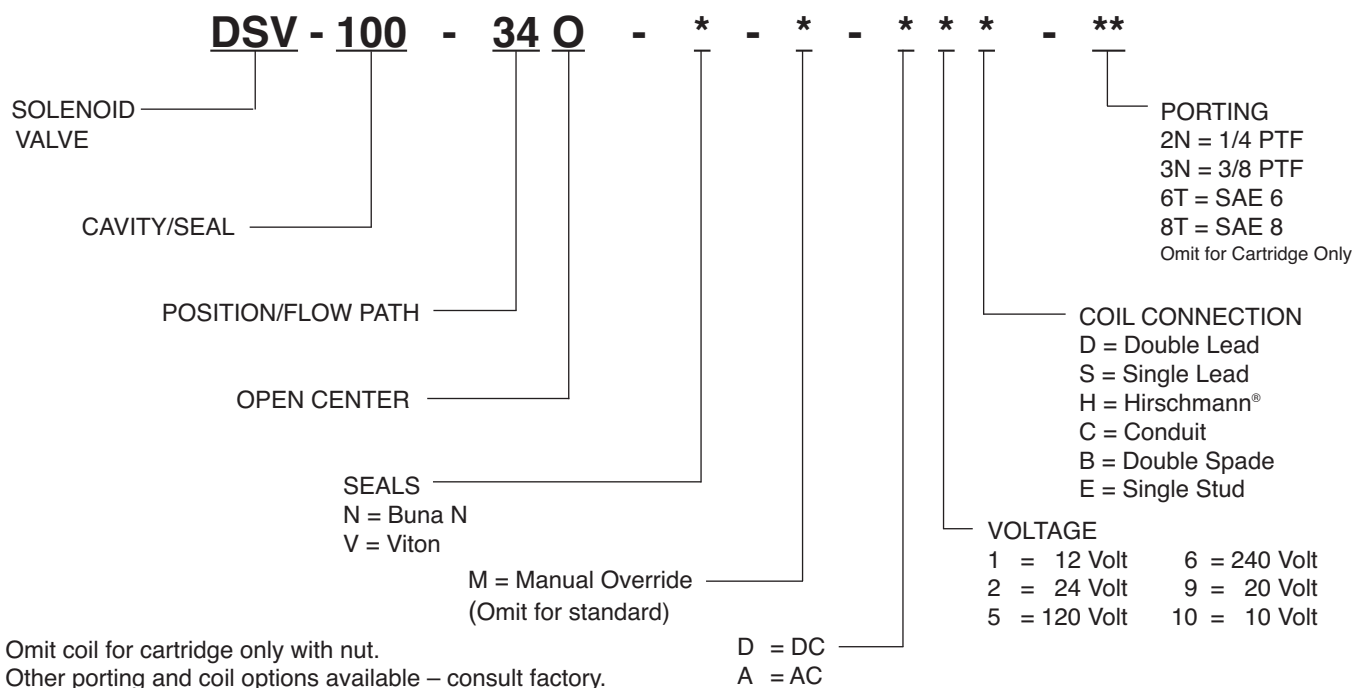 DSV - 100 - 34 O - * - * - * * * - **
SOLENOID
VALVE
CAVITY/SEAL
POSITION/FLOW PATH
OPEN CENTER
SEALS
N = Buna N
V = Viton
M = Manual Override
(Omit for standard)
D = DC
A = AC
VOLTAGE
1 = 12 Volt 6 = 240 Volt
2 = 24 Volt 9 = 20 Volt
5 = 120 Volt 10 = 10 Volt
COIL CONNECTION
D = Double Lead
S = Single Lead
H = Hirschmann®
C = Conduit
B = Double Spade
E = Single Stud
PORTING
2N = 1/4 PTF
3N = 3/8 PTF
6T = SAE 6
8T = SAE 8
Omit for Cartridge Only
Omit coil for cartridge only with nut.
Other porting and coil options available – consult factory.